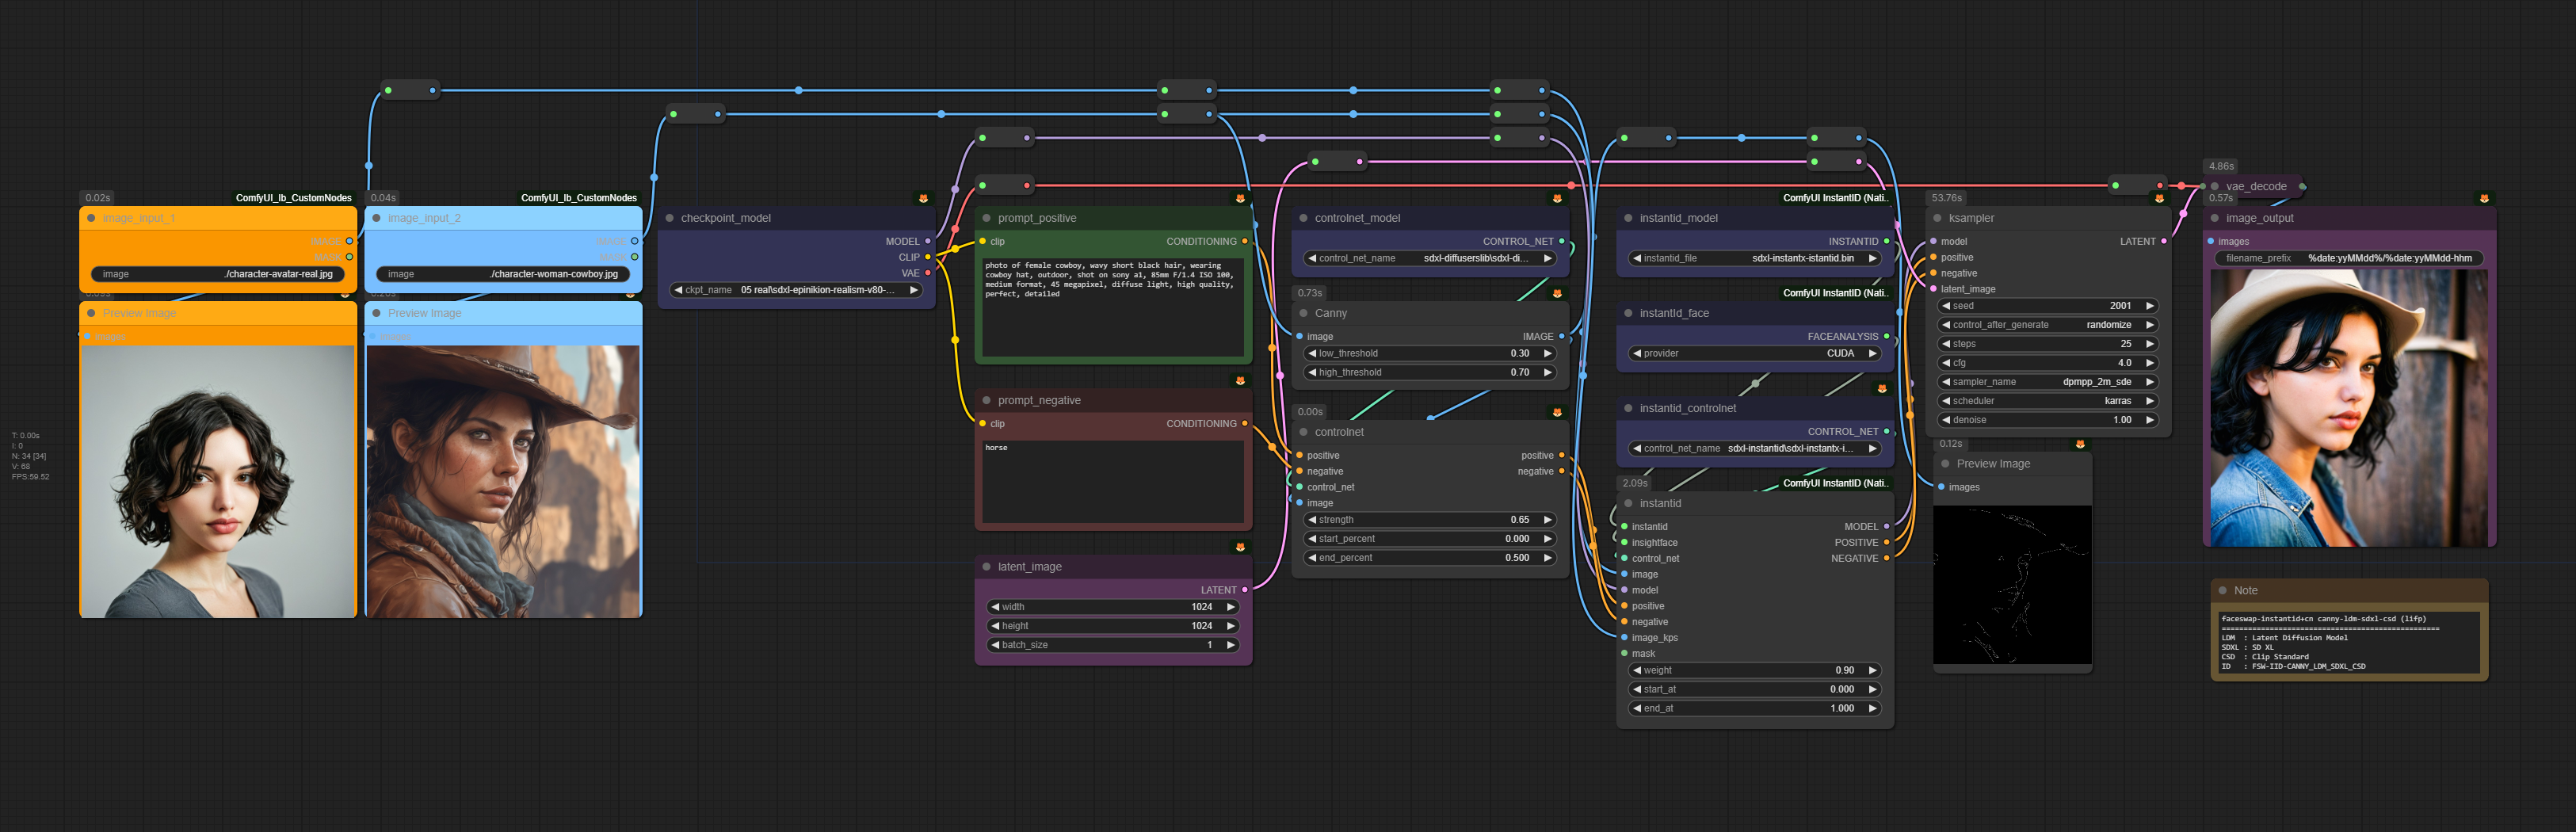 T: 0.00s
I: 0
N: 34 [34]
V: 68
FPS:59.52
0.02s
ComfyUI_lb_CustomNodes
image_input_1
IMAGE
image
./character-avatar-real.jpg
Preview Image
images
0.04s
ComfyUI_lb_CustomNodes
image_input_2
image
./character-woman-cowboy.jpg
Preview Image
checkpoint_model
MODEL
CLIP
VAE
ckpt_name
05 real\sdxl-epinikion-realism-v80-...
prompt_positive
clip
CONDITIONING
photo of female cowboy, wavy short black hair, wearing
cowboy hat, outdoor, shot on sony a1, 85mm F/1.4 ISO 100,
medium format, 45 megapixel, diffuse light, high quality,
perfect, detailed
prompt_negative
clip
CONDITIONING
horse
latent_image
LATENT
width
1024
height
1024
batch_size
1
controlnet_model
CONTROL_NET
control_net_name
sdxl-diffuserslib\sdxl-di...
0.73s
Canny
image
IMAGE
low_threshold
0.30
high_threshold
0.70
0.00s
controlnet
positive
positive
negative
negative
control_net
image
strength
0.65
start_percent
0.000
end_percent
0.500
ComfyUI InstantID (Nati..
instantid_model
INSTANTID
instantid_file
sdxl-instantx-istantid.bin
ComfyUI InstantID (Nati..
instantId_face
FACEANALYSIS
provider
CUDA
instantid_controlnet
CONTROL_NET
control_net_name
sdxl-instantid\sdxl-instantx-i...
2.09s
ComfyUI InstantID (Nati..
instantid
instantid
MODEL
insightface
POSITIVE
control_net
NEGATIVE
image
model
positive
negative
image_kps
mask
weight
0.90
start_at
0.000
end_at
1.000
53.76s
ksampler
model
LATENT
positive
negative
latent_image
seed
2001
control_after_generate
randomize
steps
25
cfg
4.0
sampler_name
dpmpp_2m_sde
scheduler
karras
denoise
1.00
0.12s
Preview Image
images
4.86s
vae_decode
0.57s
image_output
images
filename_prefix
%date:yyMMdd%/%date:yyMMdd-hhm
Note
faceswap-instantid+cn canny-ldm-sdxl-csd (lifp)
==================================================
LDM : Latent Diffusion Model
SDXL : SD XL
CSD : Clip Standard
ID : FSW-IID-CANNY_LDM_SDXL_CSD